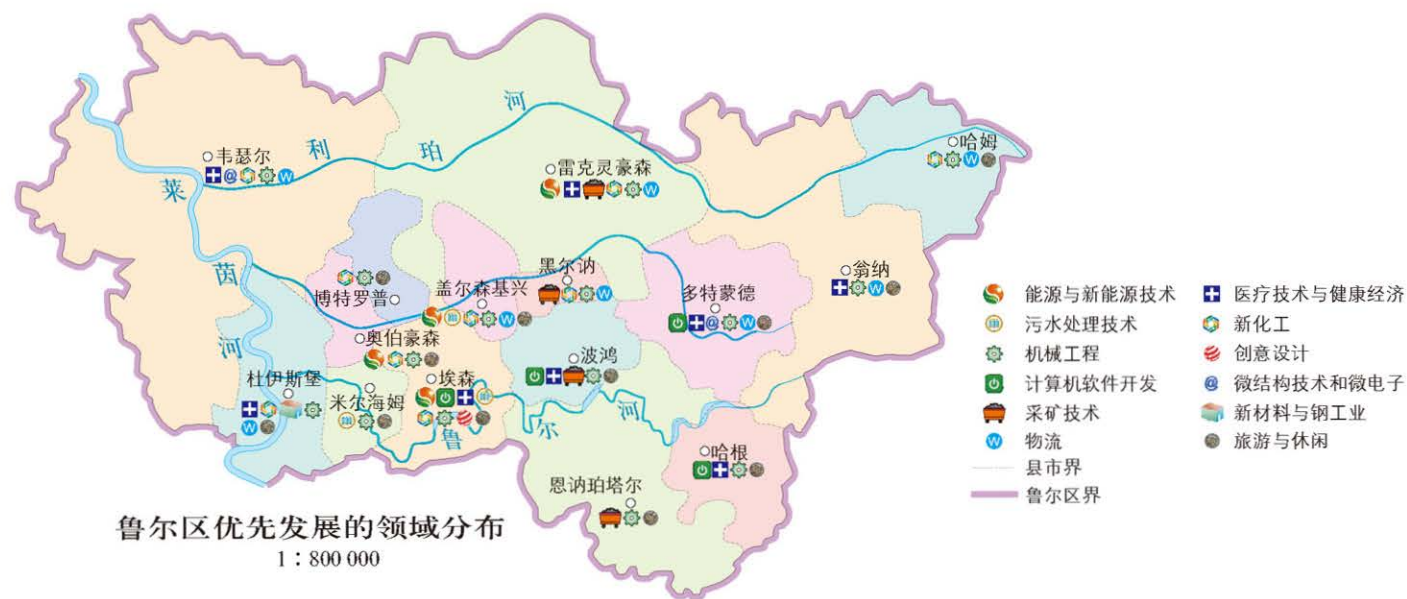 利珀河
莱茵河
鲁尔河
韦瑟尔
哈姆
雷克灵豪森
翁纳
黑尔讷
盖尔森基兴
多特蒙德
博特罗普
奥伯豪森
波鸿
杜伊斯堡
埃森
米尔海姆
哈根
恩讷珀塔尔
能源与新能源技术
污水处理技术
机械工程
计算机软件开发
采矿技术
物流
县市界
鲁尔区界
医疗技术与健康经济
新化工
创意设计
微结构技术和微电子
新材料与钢工业
旅游与休闲
鲁尔区优先发展的领域分布
1：800 000